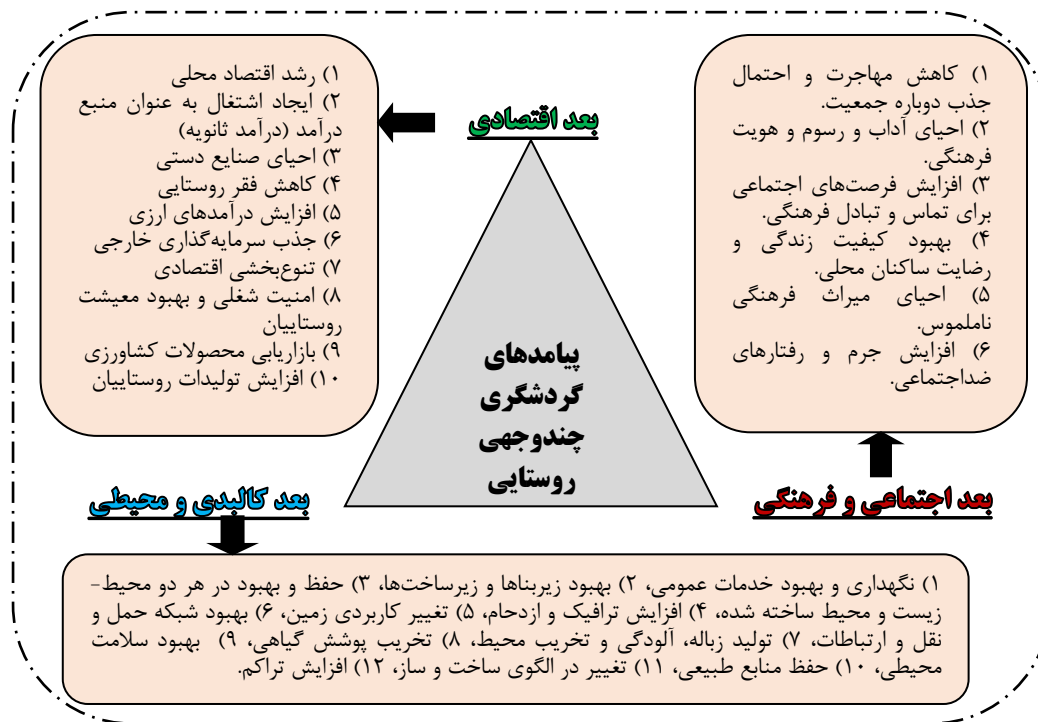 ۱) کاهش مهاجرت و احتمال
جذب دوباره جمعیت.
۲) احیای آداب و رسوم و هویت
فرهنگی.
۳) افزایش فرصت‌های اجتماعی
برای تماس و تبادل فرهنگی.
۴) بهبود کیفیت زندگی و
رضایت ساکنان محلی.
۵) احیای میراث فرهنگی
ناملموس.
۶) افزایش جرم و رفتارهای
ضداجتماعی.
بعد اقتصادی
۱) رشد اقتصاد محلی
۲) ایجاد اشتغال به عنوان منبع
درآمد (درآمد ثانویه)
۳) احیای صنایع دستی
۴) کاهش فقر روستایی
۵) افزایش درآمدهای ارزی
۶) جذب سرمایه‌گذاری خارجی
۷) تنوع‌بخشی اقتصادی
۸) امنیت شغلی و بهبود معیشت
روستاییان
۹) بازاریابی محصولات کشاورزی
۱۰) افزایش تولیدات روستاییان
پیامدهای
گردشگری
چندوجهی
روستایی
بعد اجتماعی و فرهنگی
بعد کالبدی و محیطی
۱) نگهداری و بهبود خدمات عمومی، ۲) بهبود زیربناها و زیرساخت‌ها، ۳) حفظ و بهبود در هر دو محیط-
زیست و محیط ساخته شده، ۴) افزایش ترافیک و ازدحام، ۵) تغییر کاربردی زمین، ۶) بهبود شبکه حمل و
نقل و ارتباطات، ۷) تولید زباله، آلودگی و تخریب محیط، ۸) تخریب پوشش گیاهی، ۹) بهبود سلامت
محیطی، ۱۰) حفظ منابع طبیعی، ۱۱) تغییر در الگوی ساخت و ساز، ۱۲) افزایش تراکم.